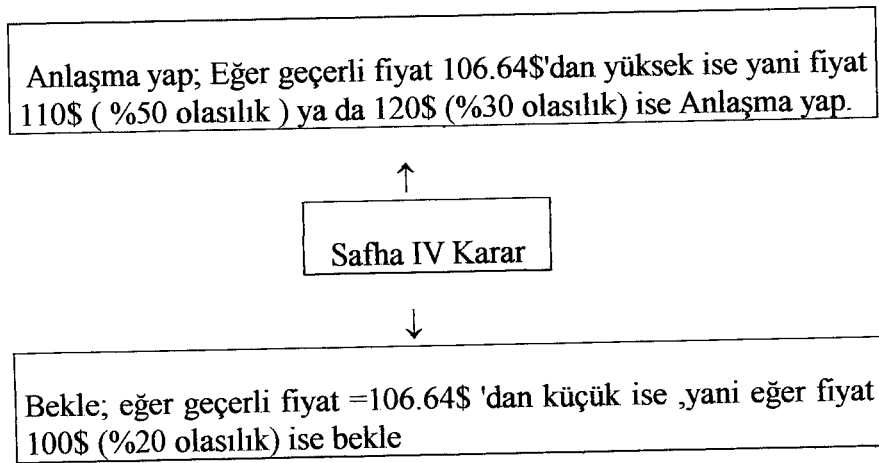 Anlaşma yap; Eğer geçerli fiyat 106.64$'dan yüksek ise yani fiyat
110$ ( %50 olasılık ) ya da 120$ (%30 olasılık) ise Anlaşma yap.
↑
Safha IV Karar
↓
Bekle; eğer geçerli fiyat =106.64$ 'dan küçük ise ,yani eğer fiyat
100$ (%20 olasılık) ise bekle